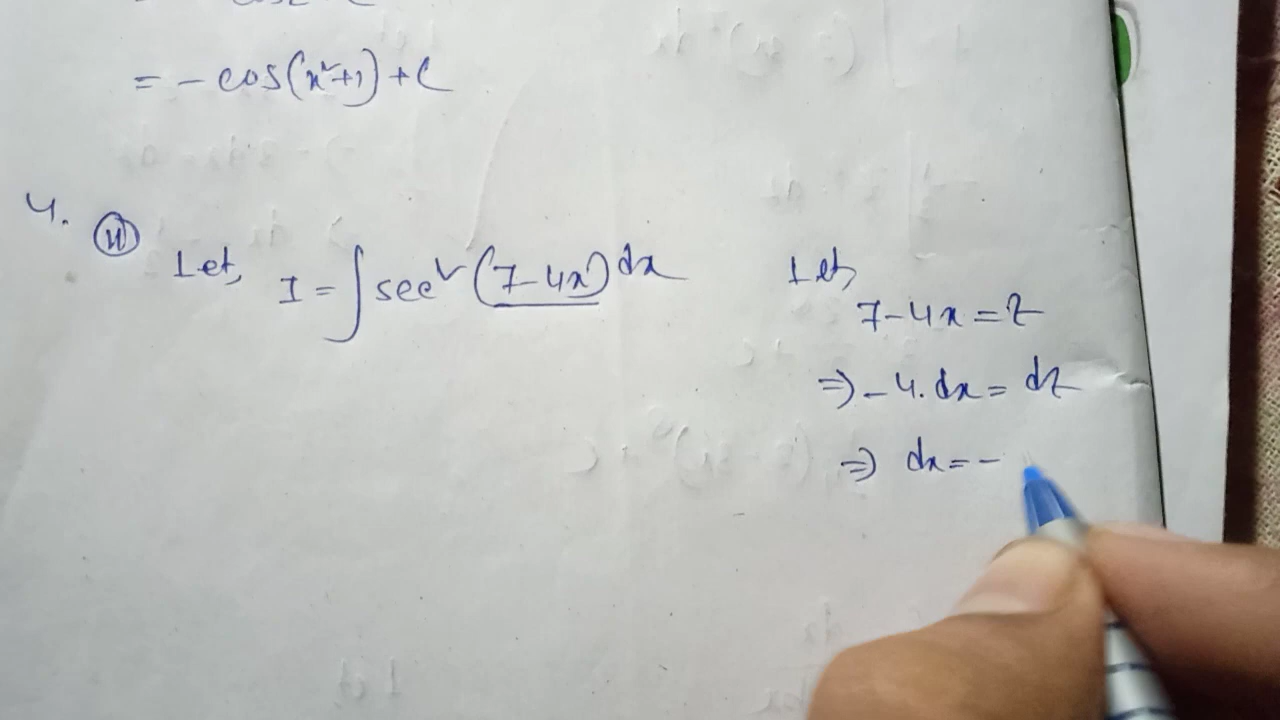 = - cos(x²+1) + c
4. (ii) Let, I = ∫ sec² (7-4x) dx
Let,
7-4x = z
⇒ -4. dx = dz
⇒ dx = -